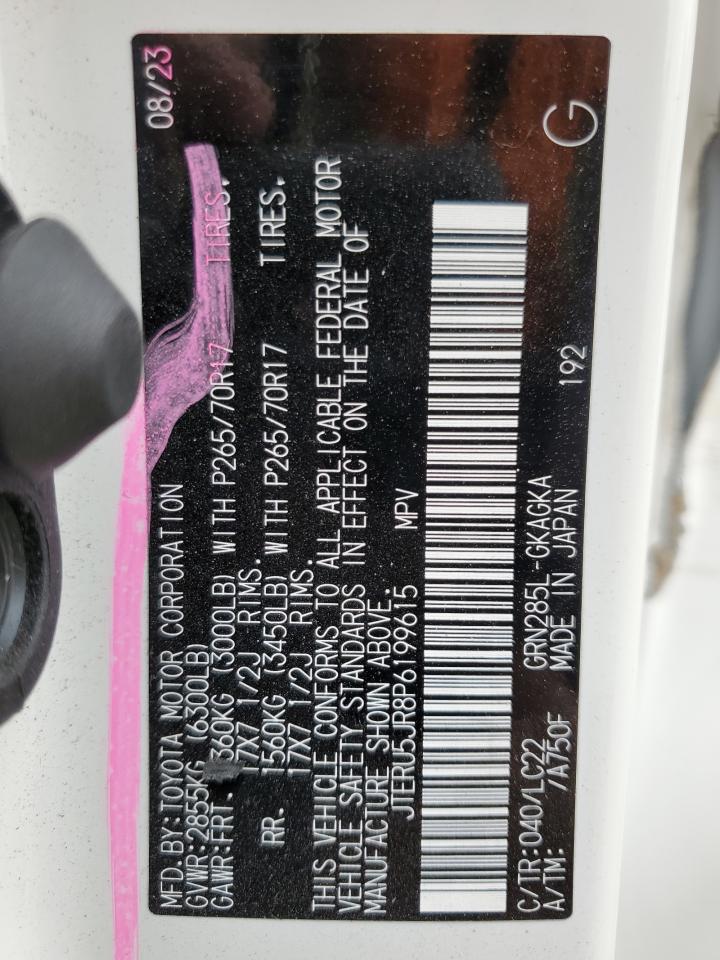 MFD.BY:TOYOTA MOTOR CORPORATION 08/23
GVWR:2855KG (6300LB)
GAWR:FRT. 1360KG (3000LB) WITH P265/70R17 TIRES,
17X7 1/2J RIMS.
RR. 1560KG (3450LB) WITH P265/70R17 TIRES,
17X7 1/2J RIMS.
THIS VEHICLE CONFORMS TO ALL APPLICABLE FEDERAL MOTOR
VEHICLE SAFETY STANDARDS IN EFFECT ON THE DATE OF
MANUFACTURE SHOWN ABOVE.
JTERU5JR8P6199615 MPV
C/TR:040/LC22 GRN285L-GKAGKA
A/TM: /A750F MADE IN JAPAN 192 G